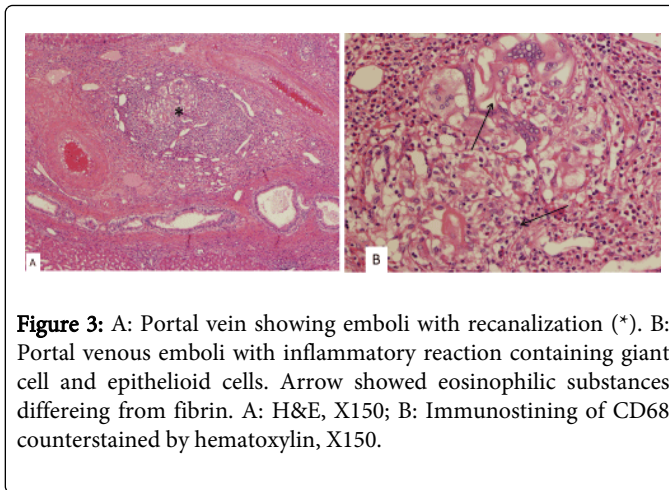 *
A
B
Figure 3: A: Portal vein showing emboli with recanalization (*). B:
Portal venous emboli with inflammatory reaction containing giant
cell and epithelioid cells. Arrow showed eosinophilic substances
differeing from fibrin. A: H&E, X150; B: Immunostining of CD68
counterstained by hematoxylin, X150.